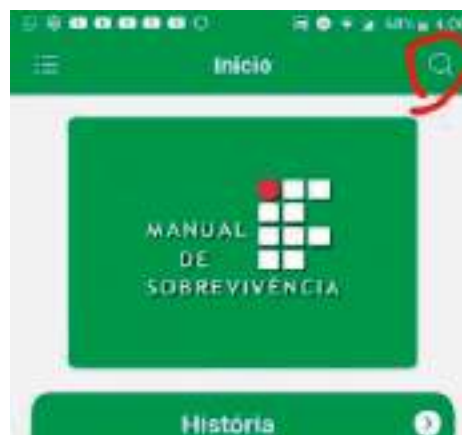 Início
MANUAL
DE
SOBREVIVÊNCIA
História